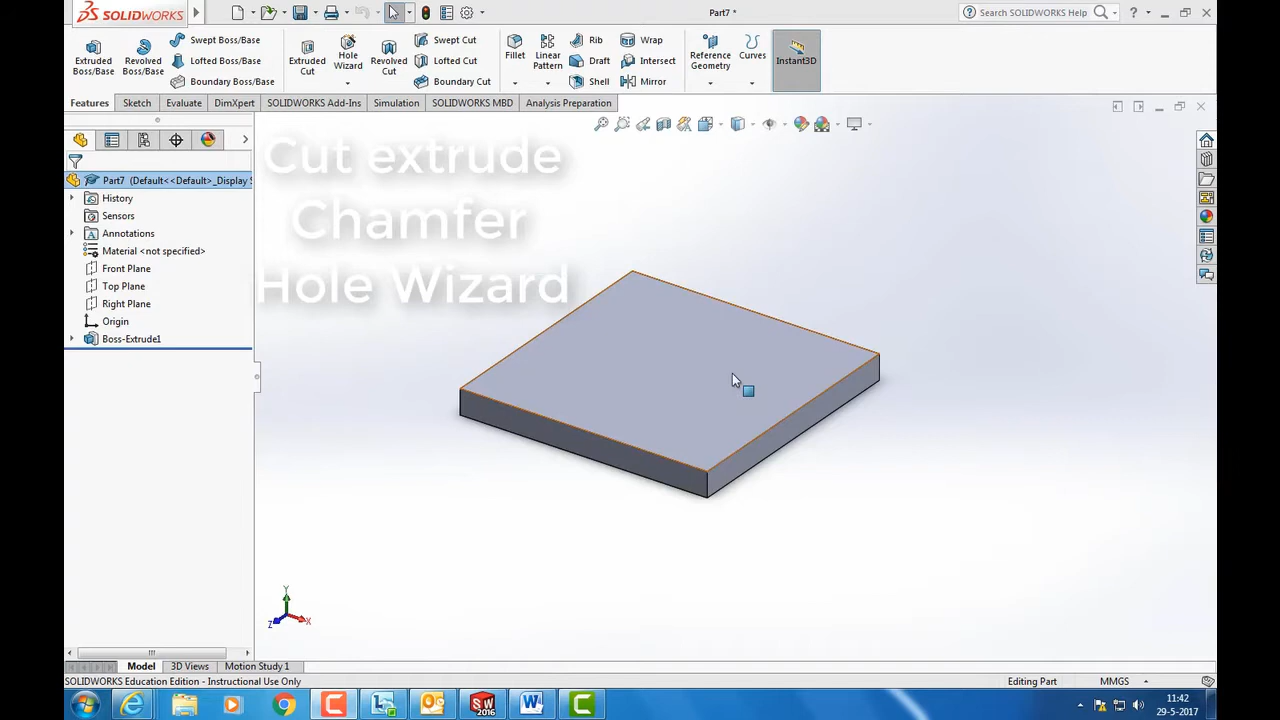 SOLIDWORKS
Part7 *
Search SOLIDWORKS Help
?
Extruded Boss/Base
Revolved Boss/Base
Swept Boss/Base
Lofted Boss/Base
Boundary Boss/Base
Extruded Cut
Hole Wizard
Revolved Cut
Swept Cut
Lofted Cut
Boundary Cut
Fillet
Linear Pattern
Rib
Draft
Shell
Wrap
Intersect
Mirror
Reference Geometry
Curves
Instant3D
Features
Sketch
Evaluate
DimXpert
SOLIDWORKS Add-Ins
Simulation
SOLIDWORKS MBD
Analysis Preparation
Cut extrude
Chamfer
Hole Wizard
Part7 (Default<<Default>_Display S
History
Sensors
Annotations
Material <not specified>
Front Plane
Top Plane
Right Plane
Origin
Boss-Extrude1
Y
Z
X
Model
3D Views
Motion Study 1
SOLIDWORKS Education Edition - Instructional Use Only
Editing Part
MMGS
SW
2016
11:42
29-5-2017